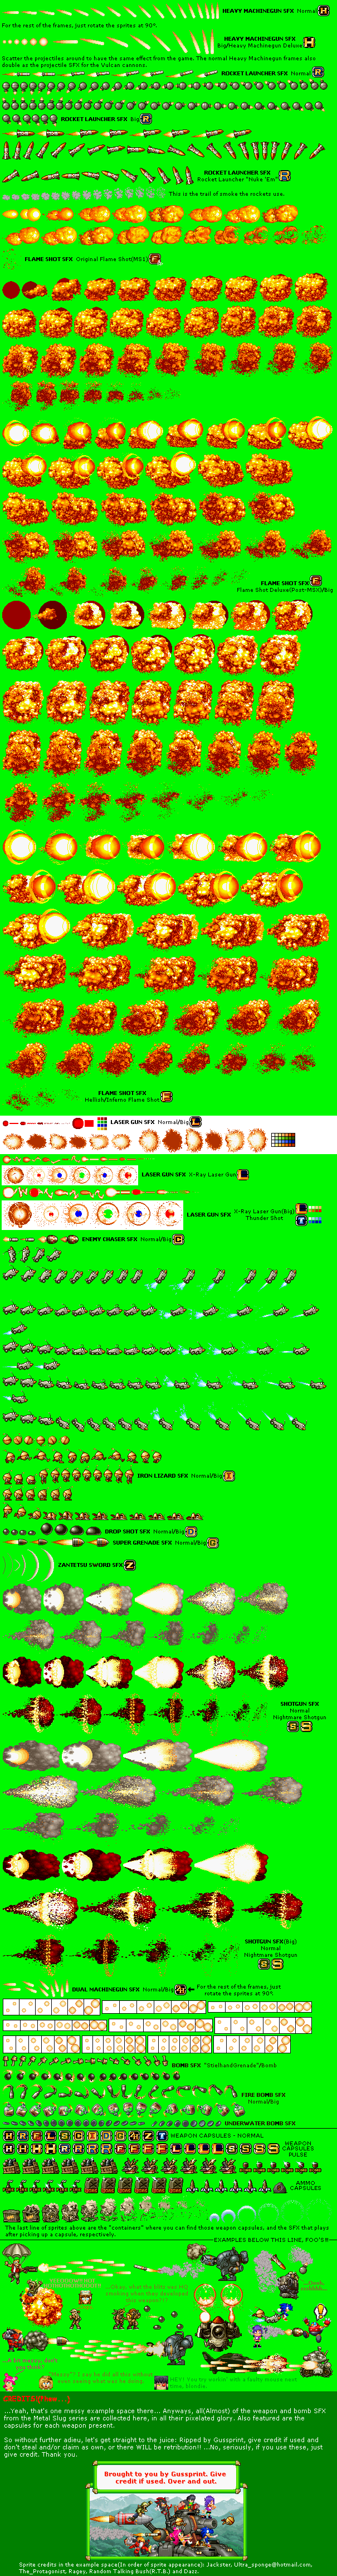 HEAVY MACHINEGUN SFX Normal H
For the rest of the frames, just rotate the sprites at 90º.
HEAVY MACHINEGUN SFX
Big/Heavy Machinegun Deluxe H
Scatter the projectiles around to have the same effect from the game. The normal Heavy Machinegun frames also
double as the projectile SFX for the Vulcan cannons.
ROCKET LAUNCHER SFX Normal R
ROCKET LAUNCHER SFX Big R
ROCKET LAUNCHER SFX
Rocket Launcher "Nuke 'Em" R
This is the trail of smoke the rockets use.
FLAME SHOT SFX Original Flame Shot(MS1) F
FLAME SHOT SFX F
Flame Shot Deluxe(Post-MSX)/Big
FLAME SHOT SFX
Hellish/Inferno Flame Shot
LASER GUN SFX Normal/Big L
LASER GUN SFX X-Ray Laser Gun
LASER GUN SFX X-Ray Laser Gun(Big)
Thunder Shot T
ENEMY CHASER SFX Normal/Big C
IRON LIZARD SFX Normal/Big I
DROP SHOT SFX Normal/Big D
SUPER GRENADE SFX Normal/Big G
ZANTETSU SWORD SFX Z
SHOTGUN SFX
Normal
Nightmare Shotgun
S S
SHOTGUN SFX(Big)
Normal
Nightmare Shotgun
S S
DUAL MACHINEGUN SFX Normal/Big
For the rest of the frames, just
rotate the sprites at 90º.
BOMB SFX "StielhandGrenade"/Bomb
FIRE BOMB SFX
Normal/Big
UNDERWATER BOMB SFX
HEAPON CAPSULES - NORMAL
HEAPON
CAPSULES
PULSE
AMMO
CAPSULES
The last line of sprites above are the "containers" where you can find those weapon capsules, and the SFX that plays
after picking up a capsule, respectively.
EXAMPLES BELOW THIS LINE, FOO'S!!
...A bit messy, don't
you think?
...Yeah, that's one messy example space there... Anyways, all(Almost) of the weapon and bomb SFX
from the Metal Slug series are collected here, in all their pixelated glory. Also featured are the
capsules for each weapon present.
So without further adieu, let's get straight to the juice: Ripped by Gussprint, give credit if used and
don't steal and/or claim as own, or there WILL be retribution!! ...No, seriously, if you use these, just
give credit. Thank you.
Brought to you by Gussprint. Give
credit if used. Over and out.
Sprite credits in the example space(In order of sprite appearance): Jackster, Ultra_sponge@hotmail.com,
The_Protagonist, Ragey, Random Talking Bush(R.T.B.) and Dazz.